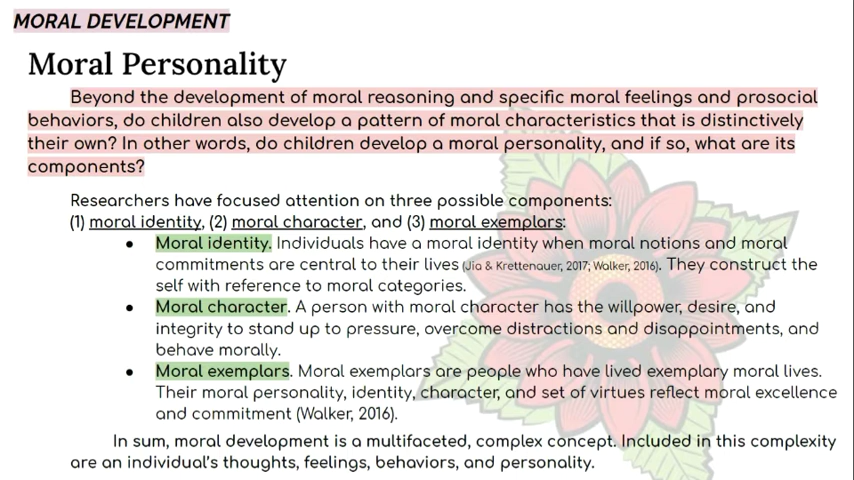 MORAL DEVELOPMENT
Moral Personality
Beyond the development of moral reasoning and specific moral feelings and prosocial
behaviors, do children also develop a pattern of moral characteristics that is distinctively
their own? In other words, do children develop a moral personality, and if so, what are its
components?
Researchers have focused attention on three possible components:
(1) moral identity, (2) moral character, and (3) moral exemplars:
● Moral identity. Individuals have a moral identity when moral notions and moral
commitments are central to their lives (Jia & Krettenauer, 2017; Walker, 2016). They construct the
self with reference to moral categories.
● Moral character. A person with moral character has the willpower, desire, and
integrity to stand up to pressure, overcome distractions and disappointments, and
behave morally.
● Moral exemplars. Moral exemplars are people who have lived exemplary moral lives.
Their moral personality, identity, character, and set of virtues reflect moral excellence
and commitment (Walker, 2016).
In sum, moral development is a multifaceted, complex concept. Included in this complexity
are an individual's thoughts, feelings, behaviors, and personality.